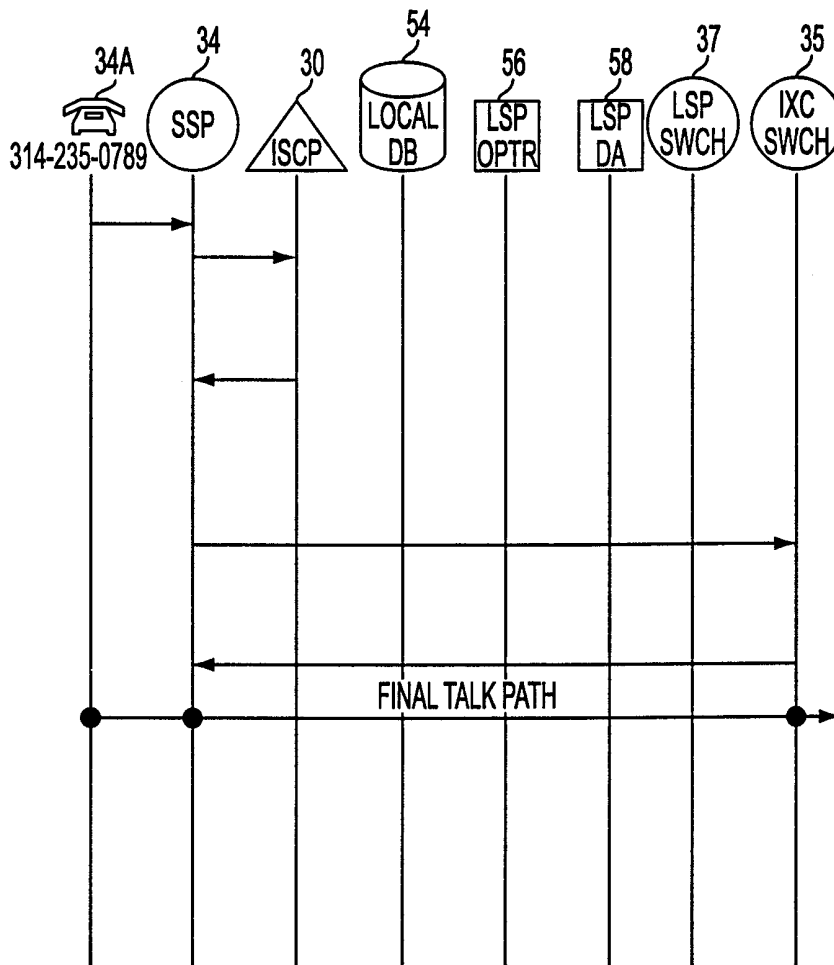 34A
34
30
54
56
58
37
35
314-235-0789
SSP
ISCP
LOCAL
DB
LSP
OPTR
LSP
DA
LSP
SWCH
IXC
SWCH
FINAL TALK PATH